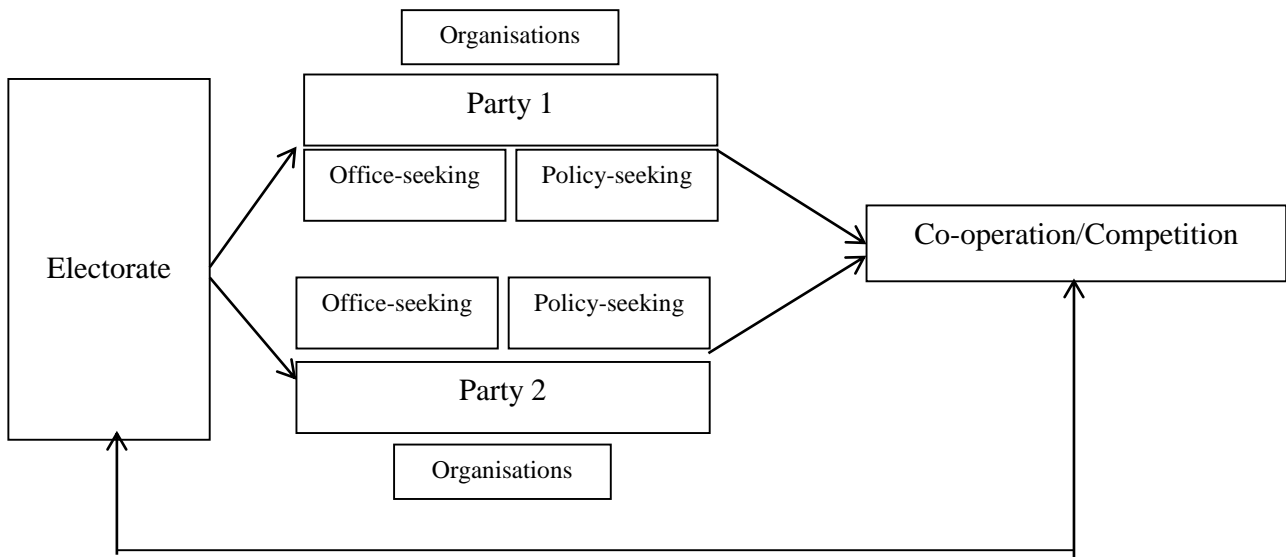 Organisations
Party 1
Office-seeking
Policy-seeking
Electorate
Co-operation/Competition
Office-seeking
Policy-seeking
Party 2
Organisations